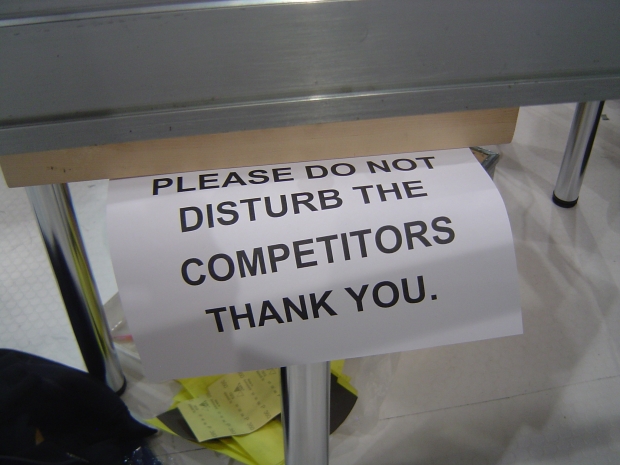 PLEASE DO NOT
DISTURB THE
COMPETITORS
THANK YOU.